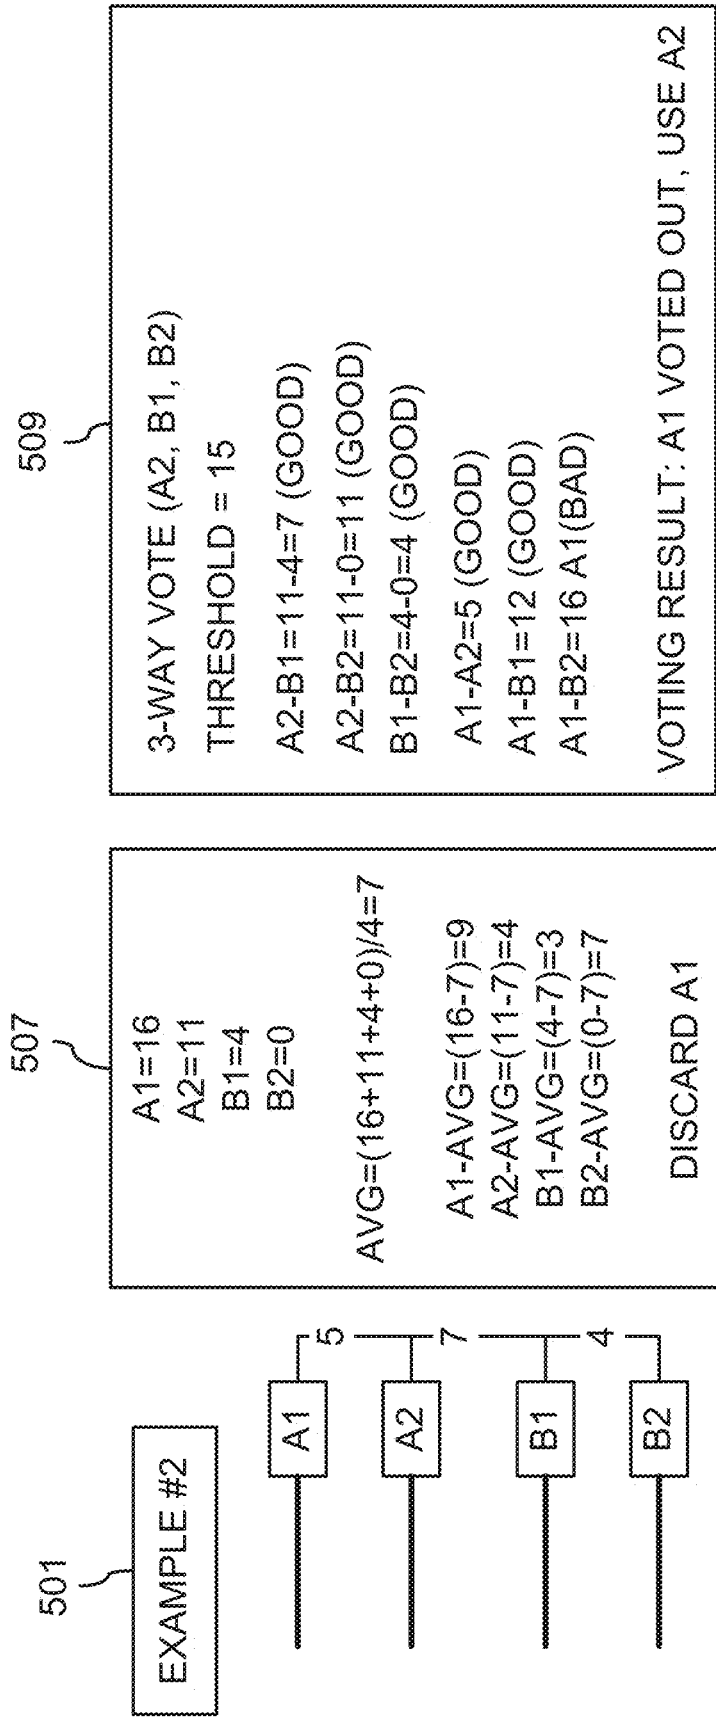 501
EXAMPLE #2
A1
A2
B1
B2
5
7
4
507
A1=16
A2=11
B1=4
B2=0
AVG=(16+11+4+0)/4=7
A1-AVG=(16-7)=9
A2-AVG=(11-7)=4
B1-AVG=(4-7)=3
B2-AVG=(0-7)=7
DISCARD A1
509
3-WAY VOTE (A2, B1, B2)
THRESHOLD = 15
A2-B1=11-4=7 (GOOD)
A2-B2=11-0=11 (GOOD)
B1-B2=4-0=4 (GOOD)
A1-A2=5 (GOOD)
A1-B1=12 (GOOD)
A1-B2=16 A1(BAD)
VOTING RESULT: A1 VOTED OUT, USE A2